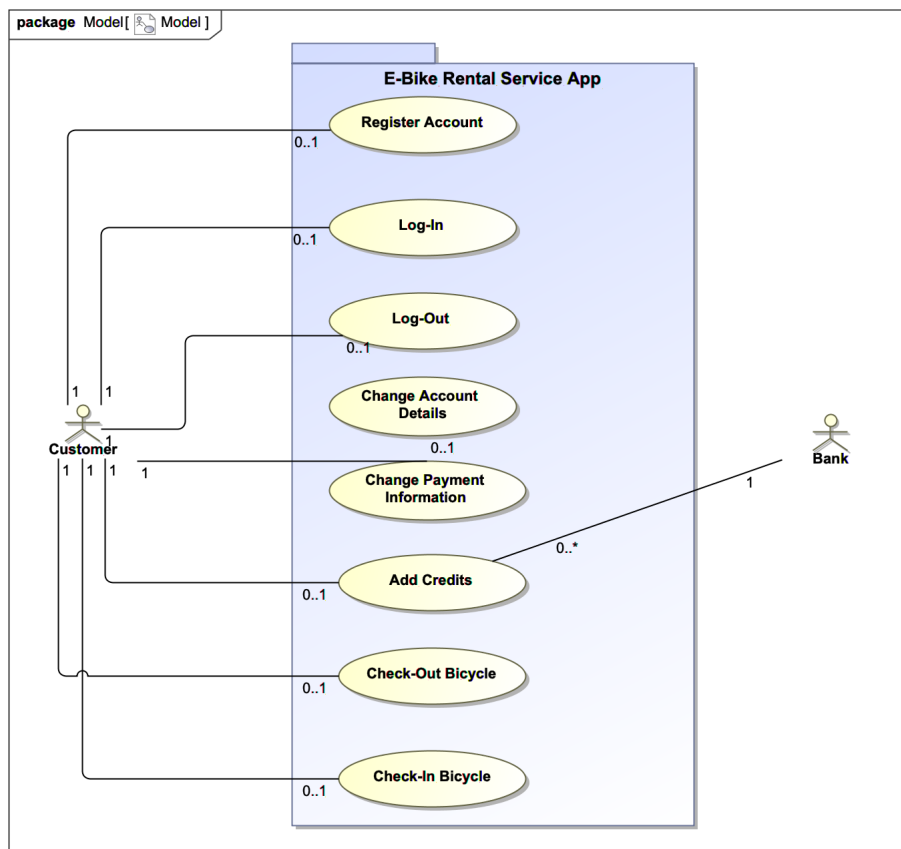 package Model[ Model ]
E-Bike Rental Service App
Register Account
0..1
Log-In
0..1
Log-Out
0..1
1
1
Change Account
Details
1
Customer
0..1
Bank
1
1
1
1
Change Payment
Information
1
0..*
Add Credits
0..1
Check-Out Bicycle
0..1
Check-In Bicycle
0..1